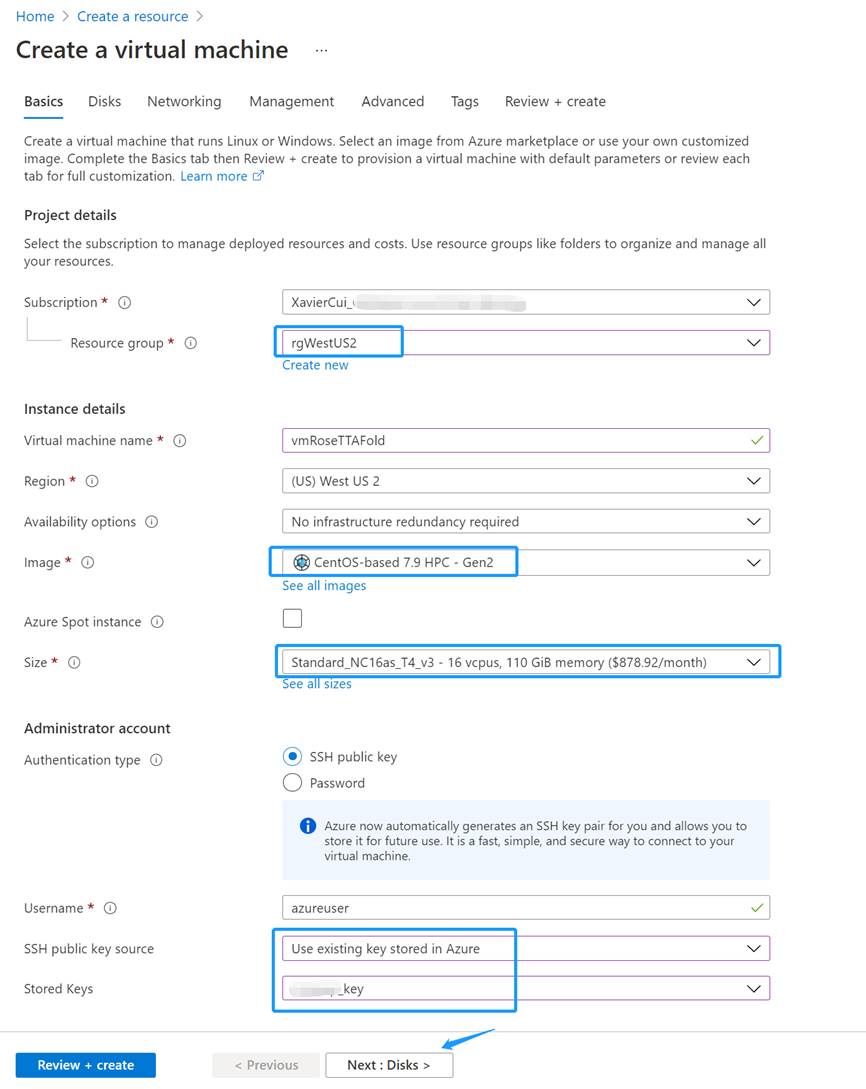 Home > Create a resource >
Create a virtual machine ...
Basics Disks Networking Management Advanced Tags Review + create
Create a virtual machine that runs Linux or Windows. Select an image from Azure marketplace or use your own customized
image. Complete the Basics tab then Review + create to provision a virtual machine with default parameters or review each
tab for full customization. Learn more
Project details
Select the subscription to manage deployed resources and costs. Use resource groups like folders to organize and manage all
your resources.
Subscription * XavierCui_
Resource group * rgWestUS2
Create new
Instance details
Virtual machine name * vmRoseTTAFold
Region * (US) West US 2
Availability options No infrastructure redundancy required
Image * CentOS-based 7.9 HPC - Gen2
See all images
Azure Spot instance
Size * Standard_NC16as_T4_v3 - 16 vcpus, 110 GiB memory ($878.92/month)
See all sizes
Administrator account
Authentication type SSH public key
Password
Azure now automatically generates an SSH key pair for you and allows you to
store it for future use. It is a fast, simple, and secure way to connect to your
virtual machine.
Username * azureuser
SSH public key source Use existing key stored in Azure
Stored Keys _key
Review + create < Previous Next : Disks >